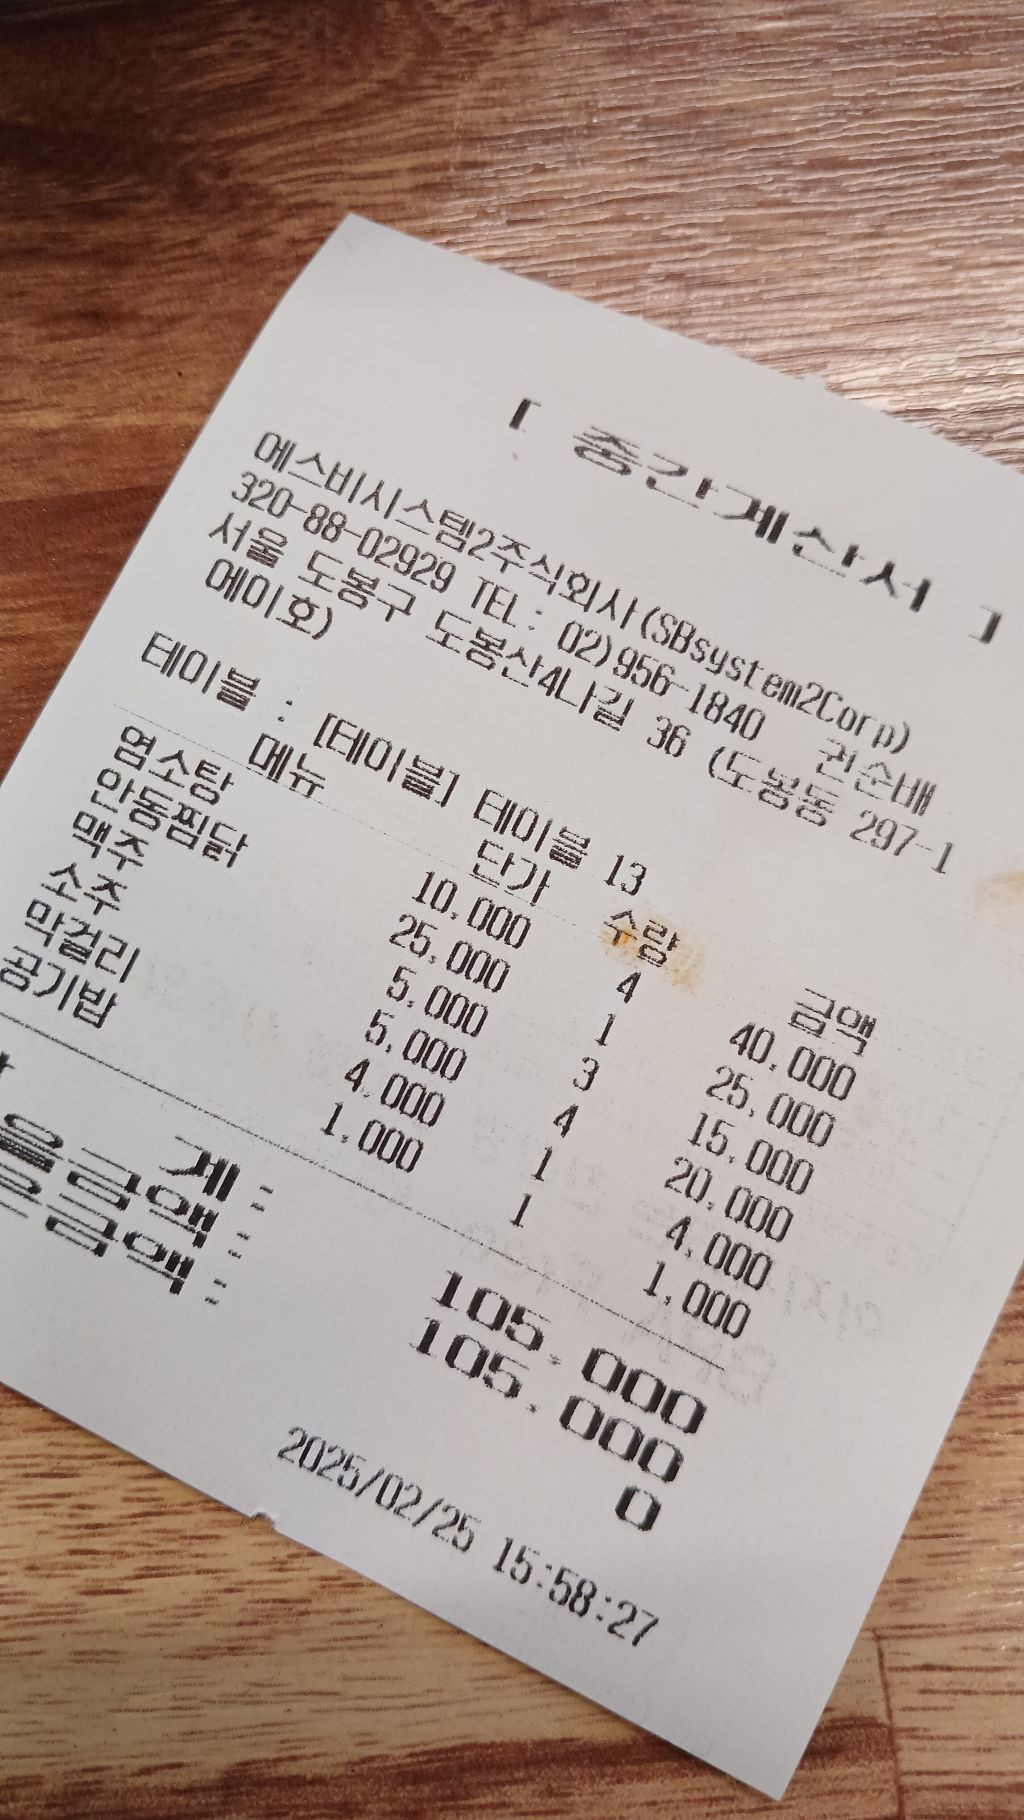 [ 중간계산서 ]
에스비시스템2주식회사(SBsystem2Corp)
320-88-02929 TEL: 02)956-1840 권순배
서울 도봉구 도봉산4나길 36 (도봉동 297-1
에이호)
테이블 : [테이블] 테이블 13
메뉴 단가 수량 금액
염소탕 10,000 4 40,000
안동찜닭 25,000 1 25,000
맥주 5,000 3 15,000
소주 5,000 4 20,000
막걸리 4,000 1 4,000
공기밥 1,000 1 1,000
계: 105,000
을금액: 105,000
은금액: 0
2025/02/25 15:58:27